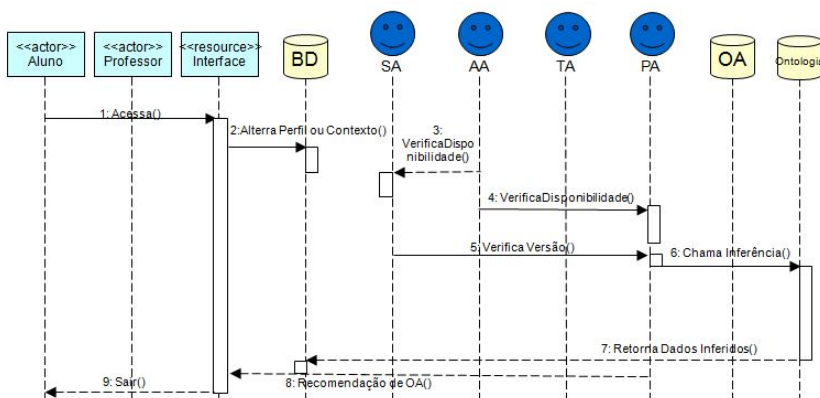 <<actor>>
Aluno
<<actor>>
Professor
<<resource>>
Interface
BD
SA
AA
TA
PA
OA
Ontologia
1: Acessa()
2:Alterra Perfil ou Contexto()
3:
VerificaDispo
nibilidade()
4: VerificaDisponibilidade()
5: Verifica Versão()
6: Chama Inferência()
7: Retorna Dados Inferidos()
8: Recomendação de OA()
9: Sair()